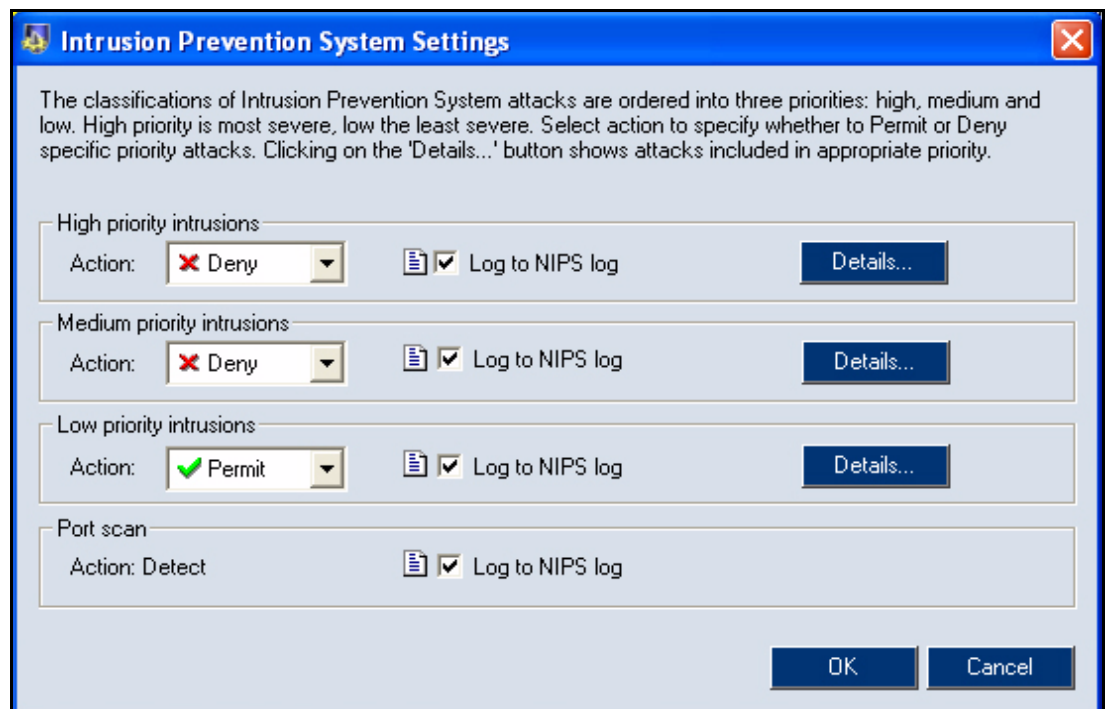 Intrusion Prevention System Settings
The classifications of Intrusion Prevention System attacks are ordered into three priorities: high, medium and
low. High priority is most severe, low the least severe. Select action to specify whether to Permit or Deny
specific priority attacks. Clicking on the 'Details...' button shows attacks included in appropriate priority.
High priority intrusions
Action: Deny Log to NIPS log Details...
Medium priority intrusions
Action: Deny Log to NIPS log Details...
Low priority intrusions
Action: Permit Log to NIPS log Details...
Port scan
Action: Detect Log to NIPS log
OK Cancel